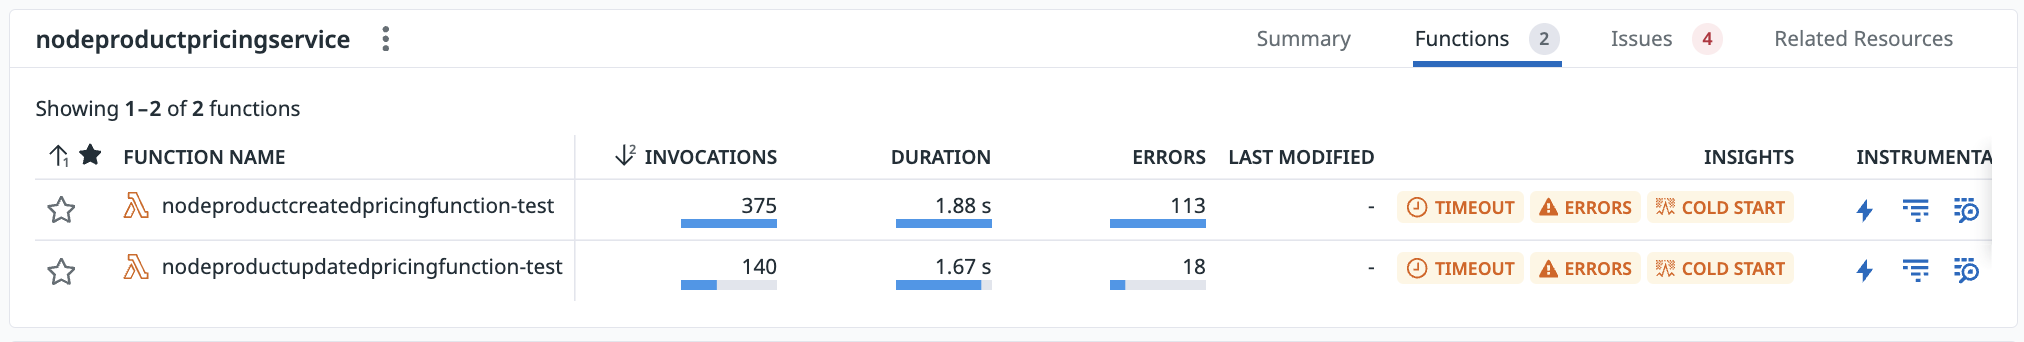 nodeproductpricingservice Summary Functions 2 Issues 4 Related Resources
Showing 1–2 of 2 functions
1 FUNCTION NAME 2 INVOCATIONS DURATION ERRORS LAST MODIFIED INSIGHTS INSTRUMENTA
nodeproductcreatedpricingfunction-test 375 1.88 s 113 - TIMEOUT ERRORS COLD START
nodeproductupdatedpricingfunction-test 140 1.67 s 18 - TIMEOUT ERRORS COLD START